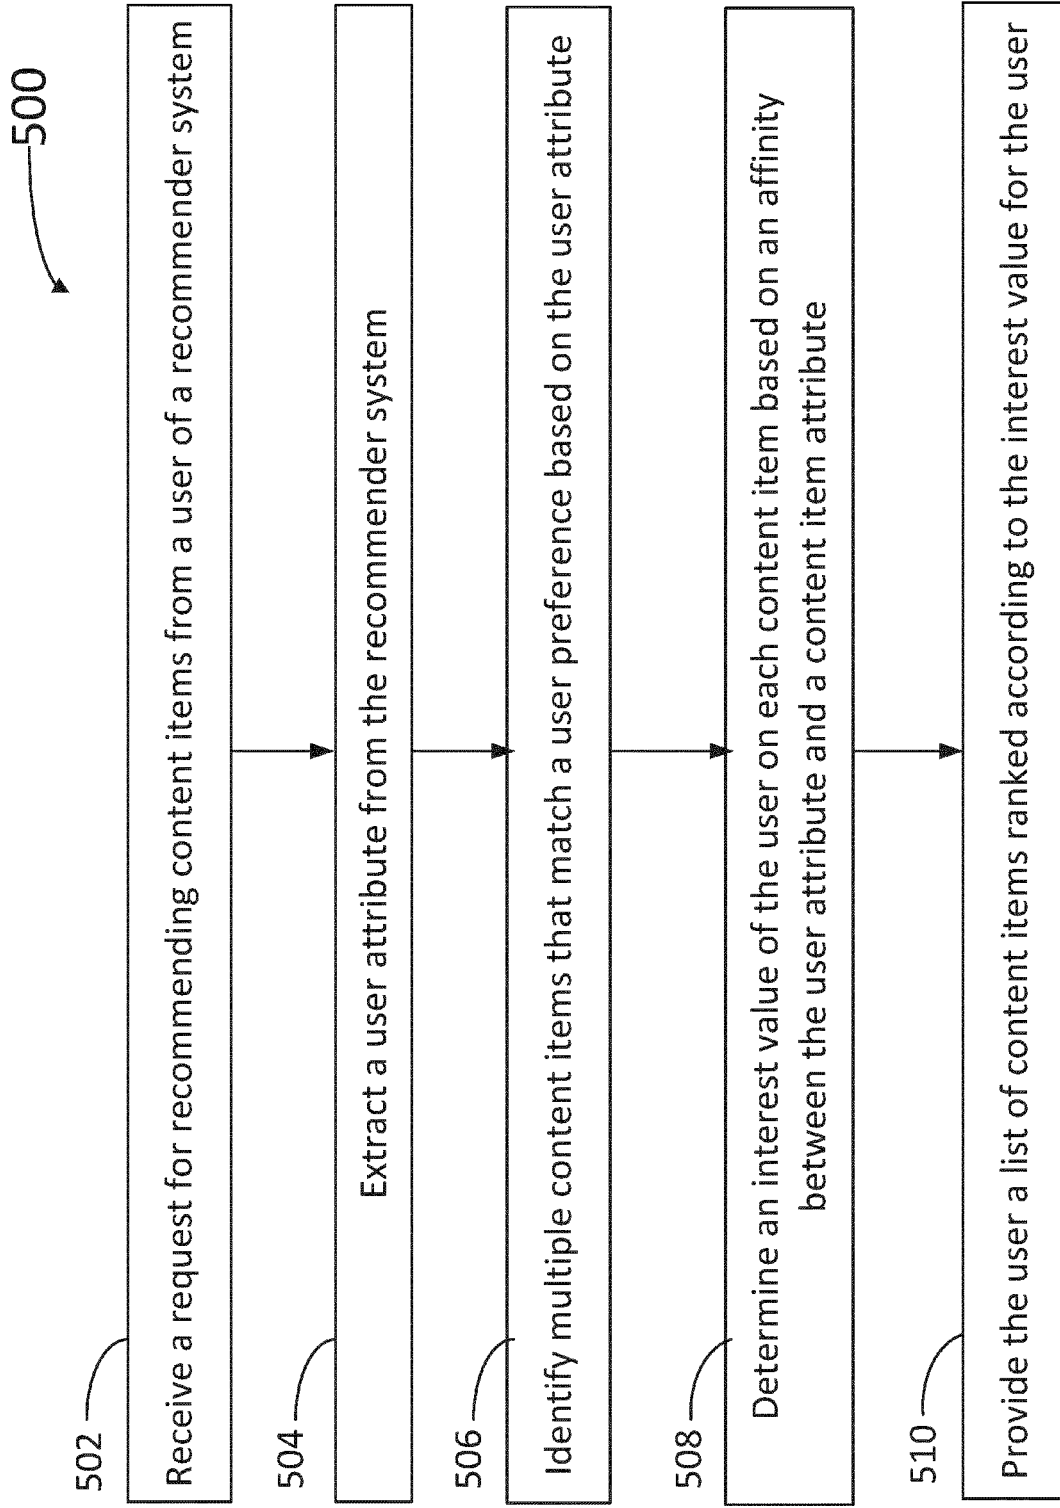 500
502
Receive a request for recommending content items from a user of a recommender system
504
Extract a user attribute from the recommender system
506
Identify multiple content items that match a user preference based on the user attribute
508
Determine an interest value of the user on each content item based on an affinity
between the user attribute and a content item attribute
510
Provide the user a list of content items ranked according to the interest value for the user